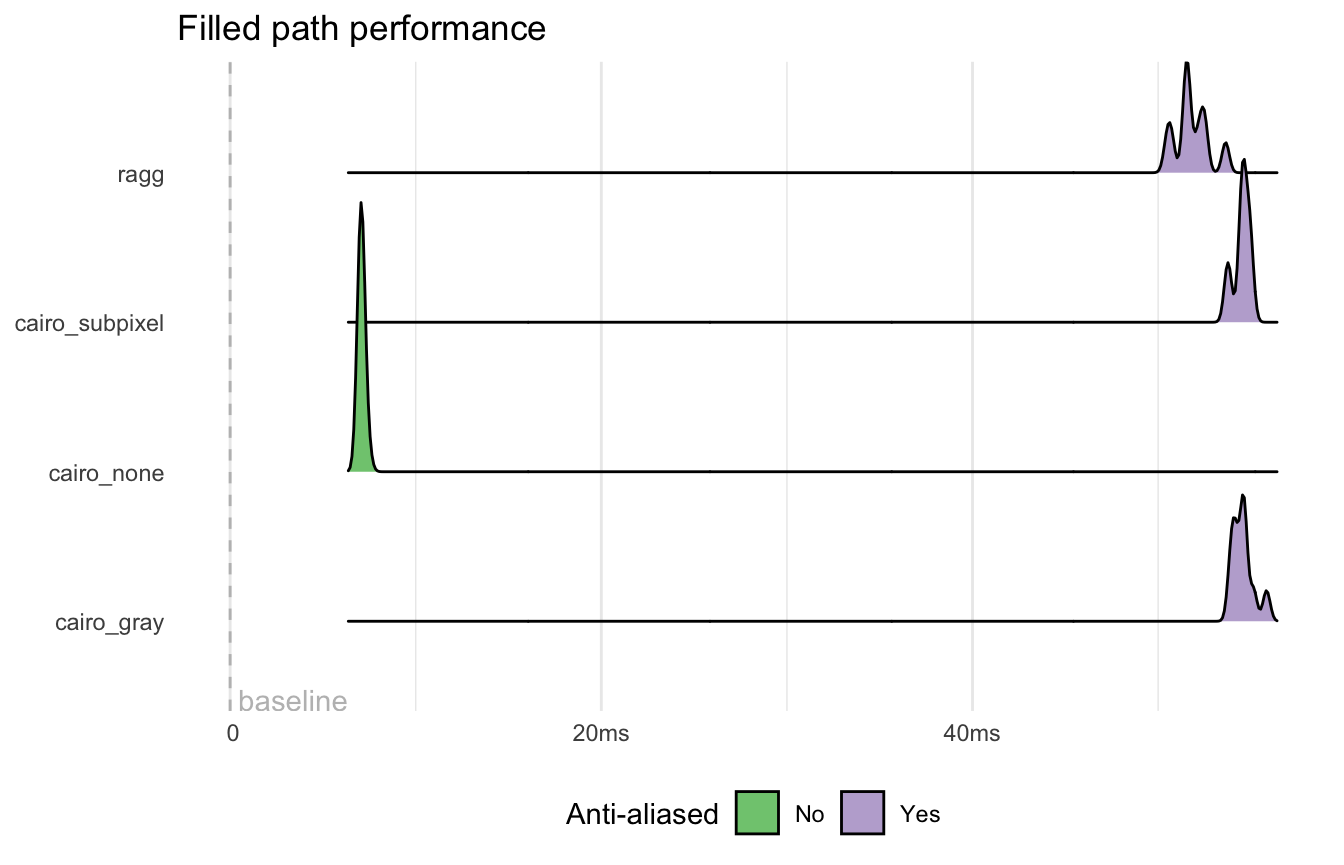 Filled path performance
ragg
cairo_subpixel
cairo_none
cairo_gray
baseline
0 20ms 40ms
Anti-aliased No Yes